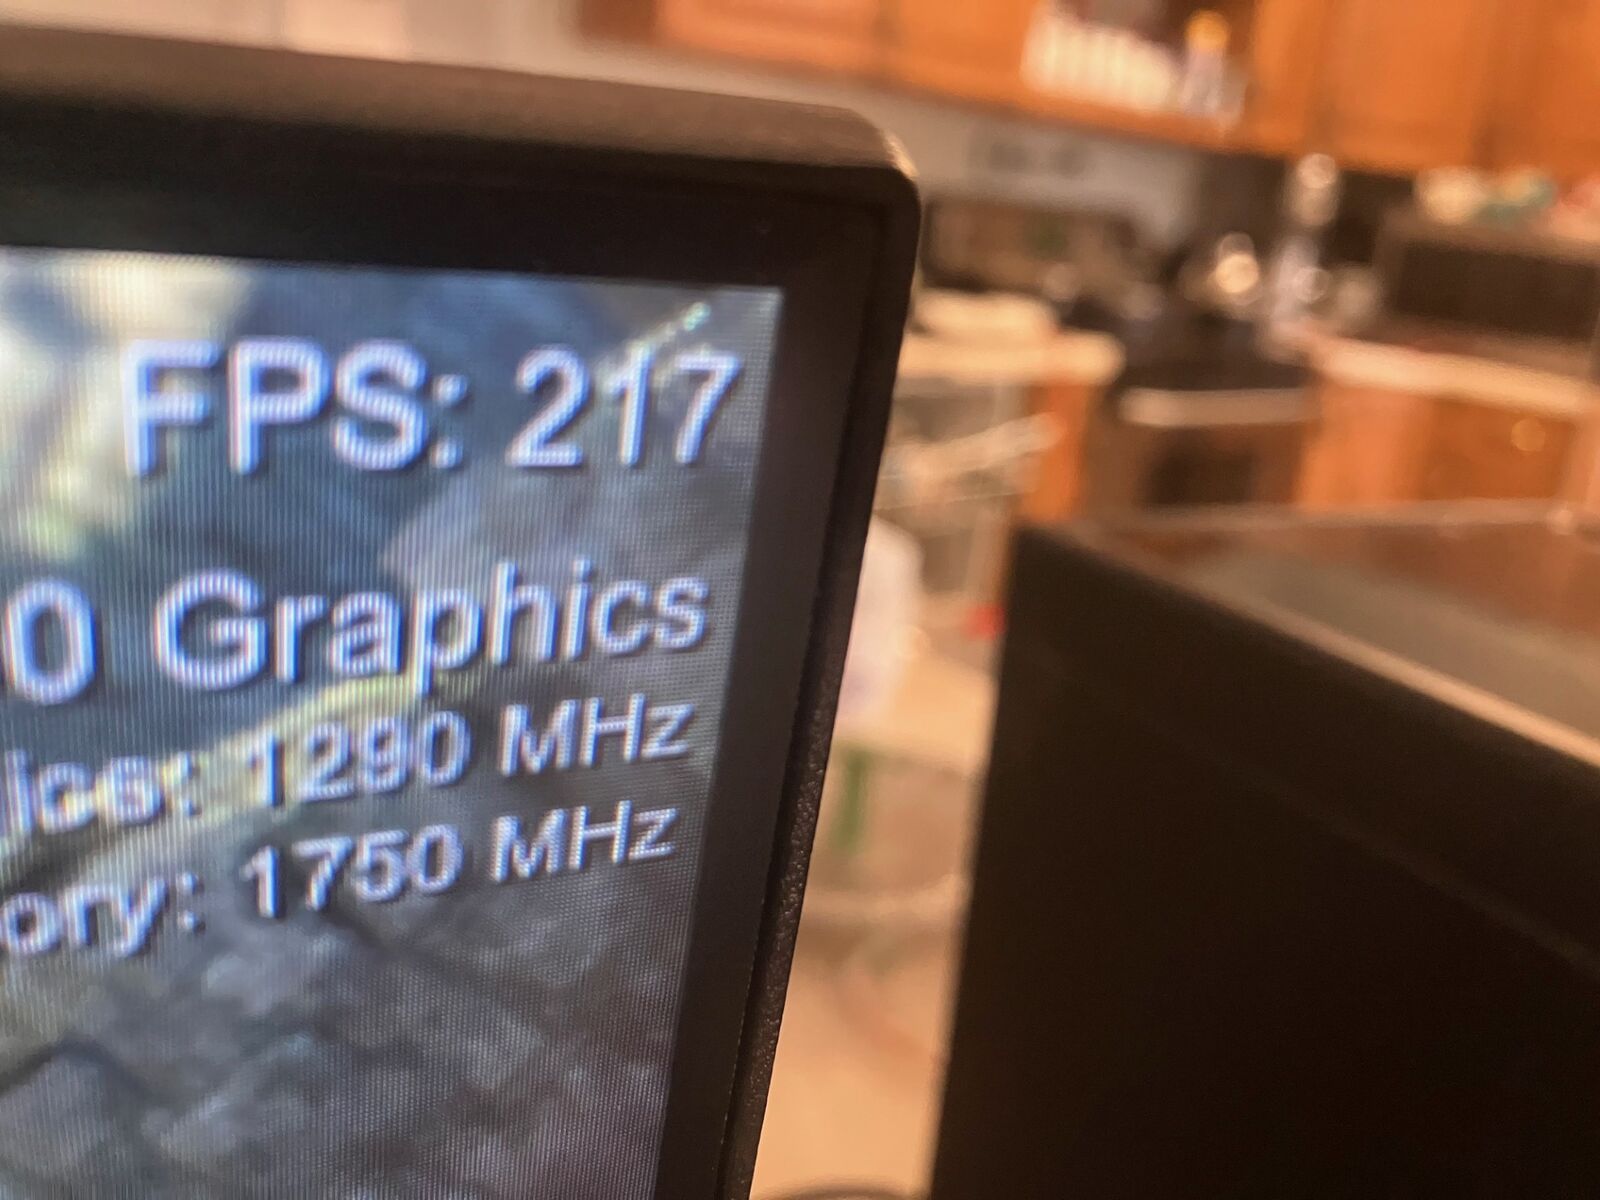 FPS: 217
0 Graphics
ics: 1290 MHz
ory: 1750 MHz